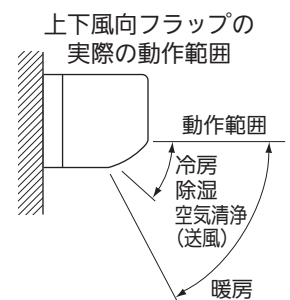 上下風向フラップの
実際の動作範囲
動作範囲
冷房
除湿
空気清浄
（送風）
暖房